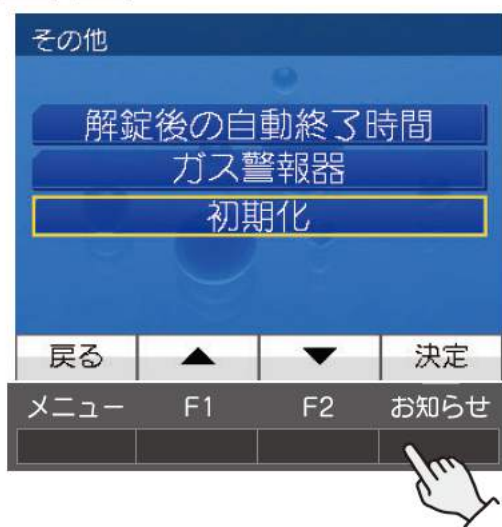 その他
解錠後の自動終了時間
ガス警報器
初期化
戻る ▲ ▼ 決定
メニュー F1 F2 お知らせ